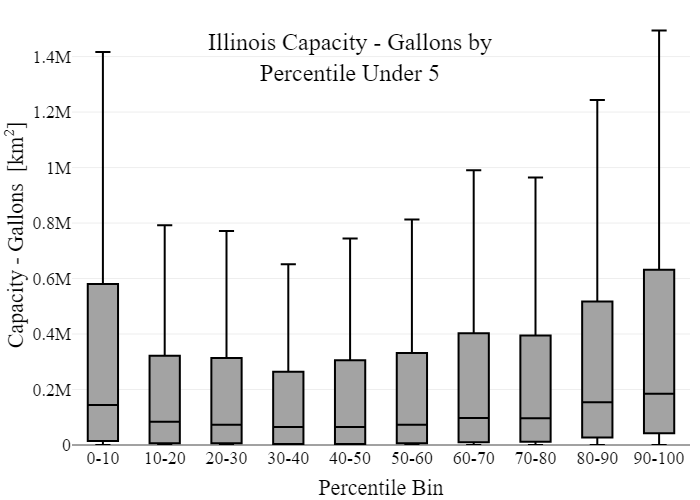 Illinois Capacity - Gallons by
Percentile Under 5
Capacity - Gallons [km²]
1.4M
1.2M
1M
0.8M
0.6M
0.4M
0.2M
0
0-10 10-20 20-30 30-40 40-50 50-60 60-70 70-80 80-90 90-100
Percentile Bin